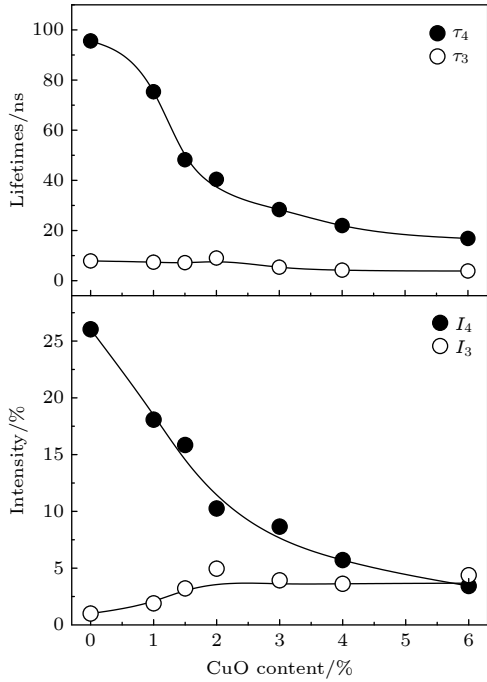 100
80
60
40
20
0
Lifetimes/ns
τ4
τ3
25
20
15
10
5
0
Intensity/%
I4
I3
0 1 2 3 4 5 6
CuO content/%